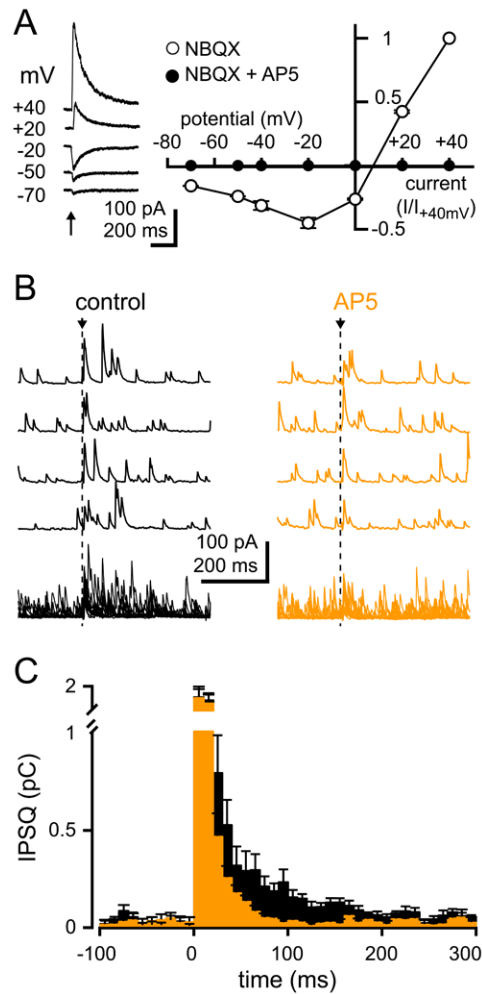 A
mV
+40
+20
-20
-50
-70
100 pA
200 ms
NBQX
NBQX + AP5
potential (mV)
-80 -60 -40 -20 0 +20 +40
1
0.5
-0.5
current
(I/I+40mV)
B
control AP5
100 pA
200 ms
C
2
1
0.5
0
IPSQ (pC)
-100 0 100 200 300
time (ms)